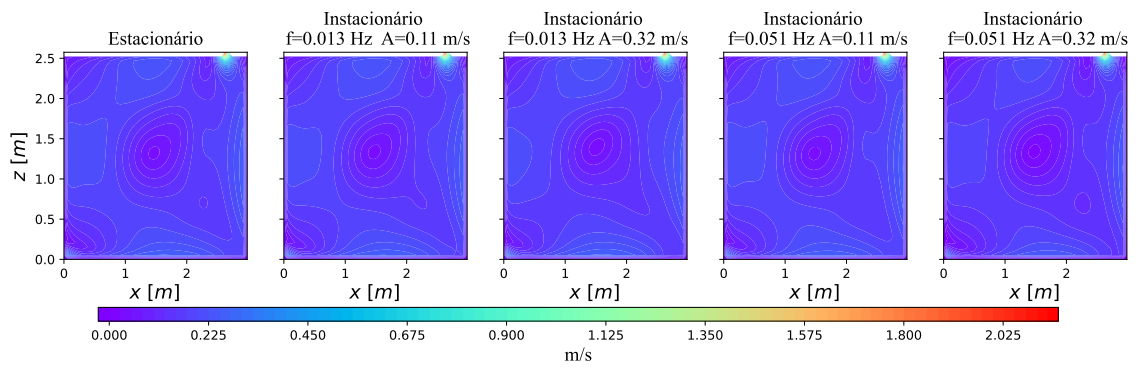 Estacionário
Instacionário
f=0.013 Hz  A=0.11 m/s
Instacionário
f=0.013 Hz A=0.32 m/s
Instacionário
f=0.051 Hz A=0.11 m/s
Instacionário
f=0.051 Hz A=0.32 m/s
z [m]
2.5
2.0
1.5
1.0
0.5
0.0
0 1 2
0 1 2
0 1 2
0 1 2
0 1 2
x [m]
x [m]
x [m]
x [m]
x [m]
0.000 0.225 0.450 0.675 0.900 1.125 1.350 1.575 1.800 2.025
m/s